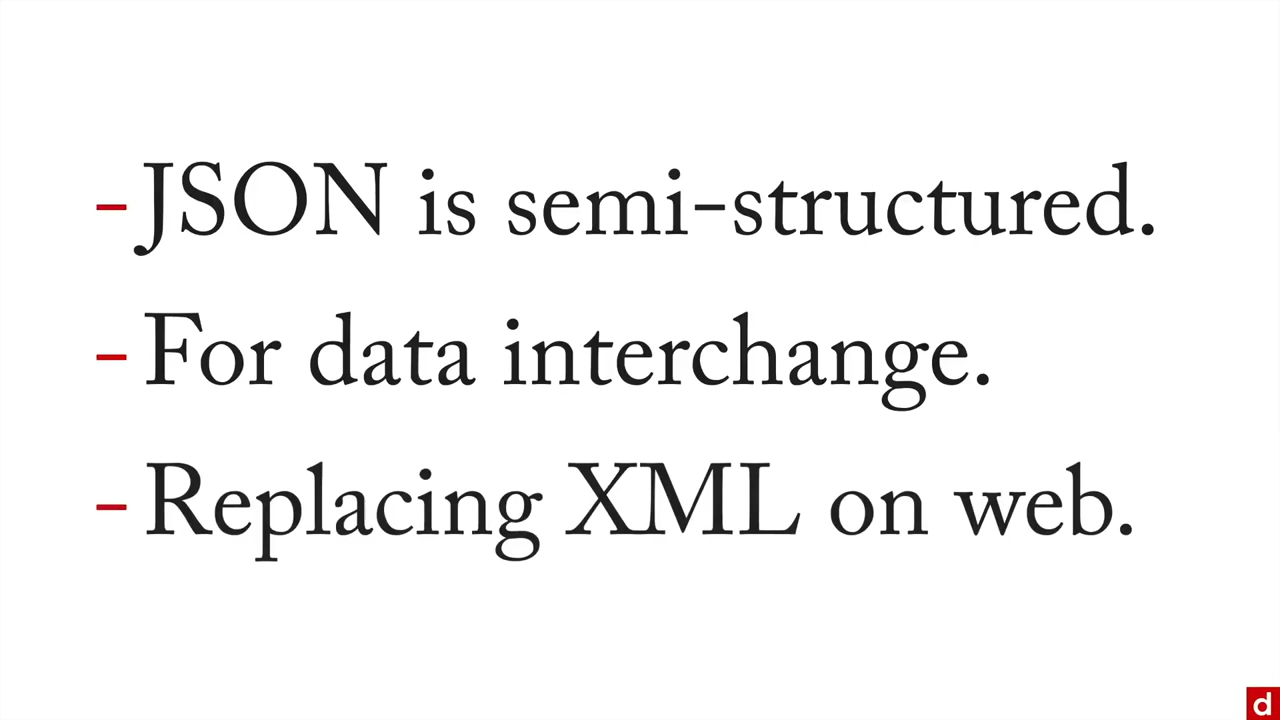 - JSON is semi-structured.
- For data interchange.
- Replacing XML on web.
d